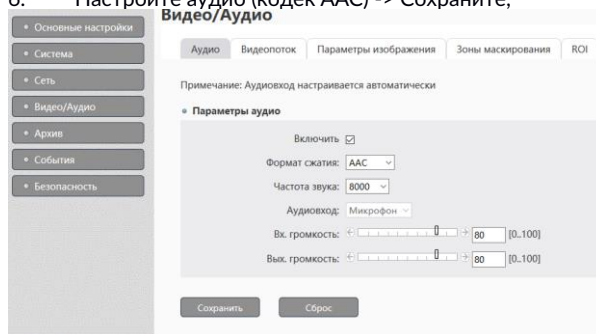 6. Настройте аудио (кодек AAC) -> Сохраните;
Видео/Аудио
Основные настройки
Система
Сеть
Видео/Аудио
Архив
События
Безопасность
Аудио Видеопоток Параметры изображения Зоны маскирования ROI
Примечание: Аудиовход настраивается автоматически
Параметры аудио
Включить
Формат сжатия: AAC
Частота звука: 8000
Аудиовход: Микрофон
Вх. громкость: 80 [0..100]
Вых. громкость: 80 [0..100]
Сохранить Сброс